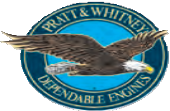 PRATT & WHITNEY
DEPENDABLE ENGINES